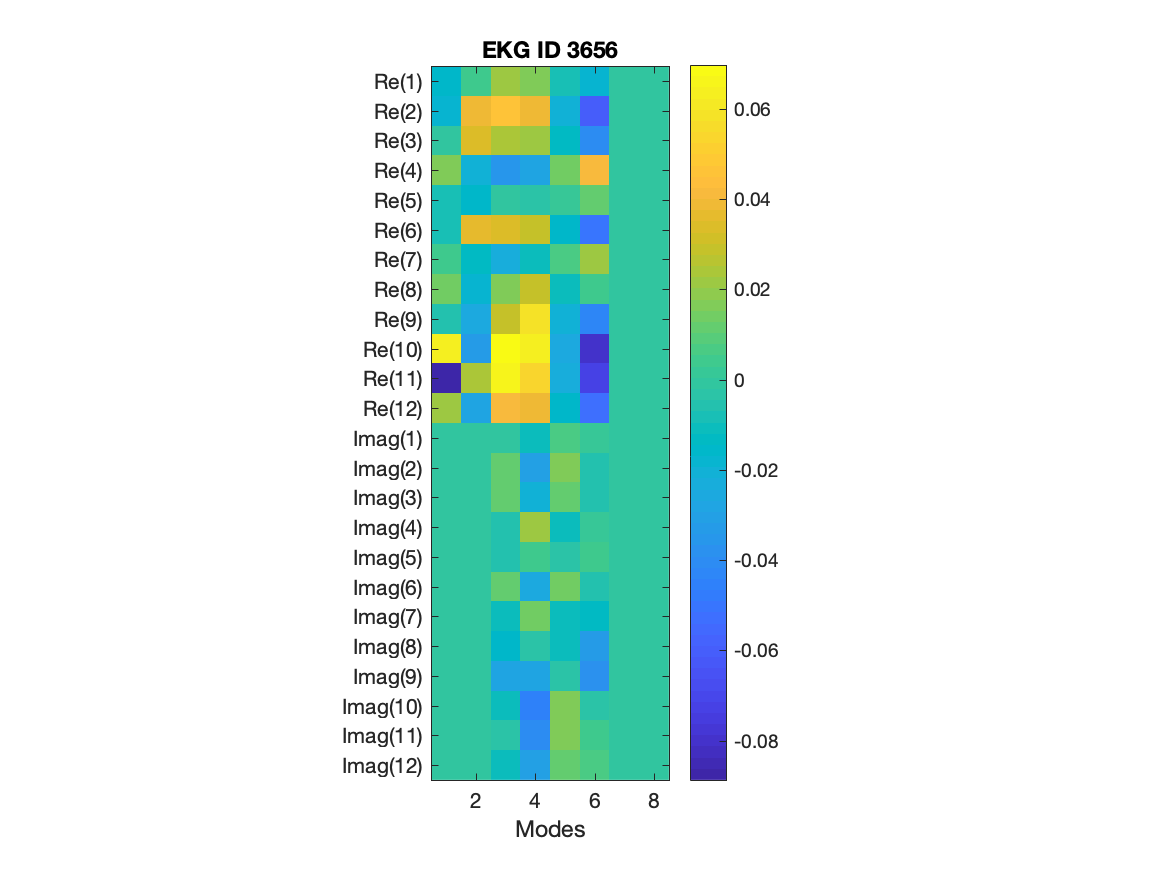 EKG ID 3656
Re(1)
Re(2)
Re(3)
Re(4)
Re(5)
Re(6)
Re(7)
Re(8)
Re(9)
Re(10)
Re(11)
Re(12)
Imag(1)
Imag(2)
Imag(3)
Imag(4)
Imag(5)
Imag(6)
Imag(7)
Imag(8)
Imag(9)
Imag(10)
Imag(11)
Imag(12)
2 4 6 8
Modes
0.06
0.04
0.02
0
-0.02
-0.04
-0.06
-0.08